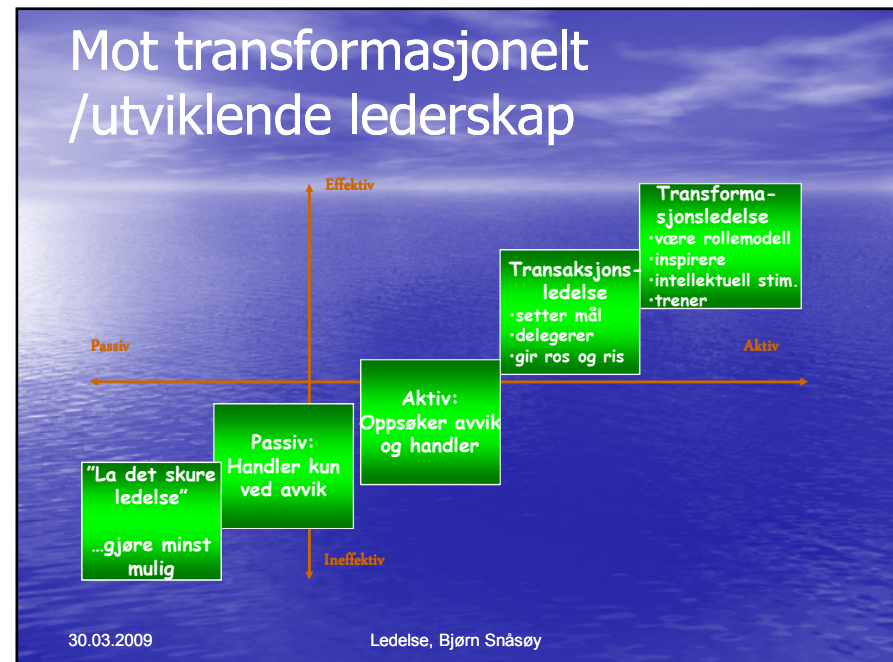 Mot transformasjonelt
/utviklende lederskap
Effektiv
Transforma-
sjonsledelse
•være rollemodell
•inspirere
•intellektuell stim.
•trener
Transaksjons-
ledelse
•setter mål
•delegerer
•gir ros og ris
Passiv
Aktiv
Aktiv:
Oppsøker avvik
og handler
Passiv:
Handler kun
ved avvik
"La det skure
ledelse"
…gjøre minst
mulig
Ineffektiv
30.03.2009
Ledelse, Bjørn Snåsøy